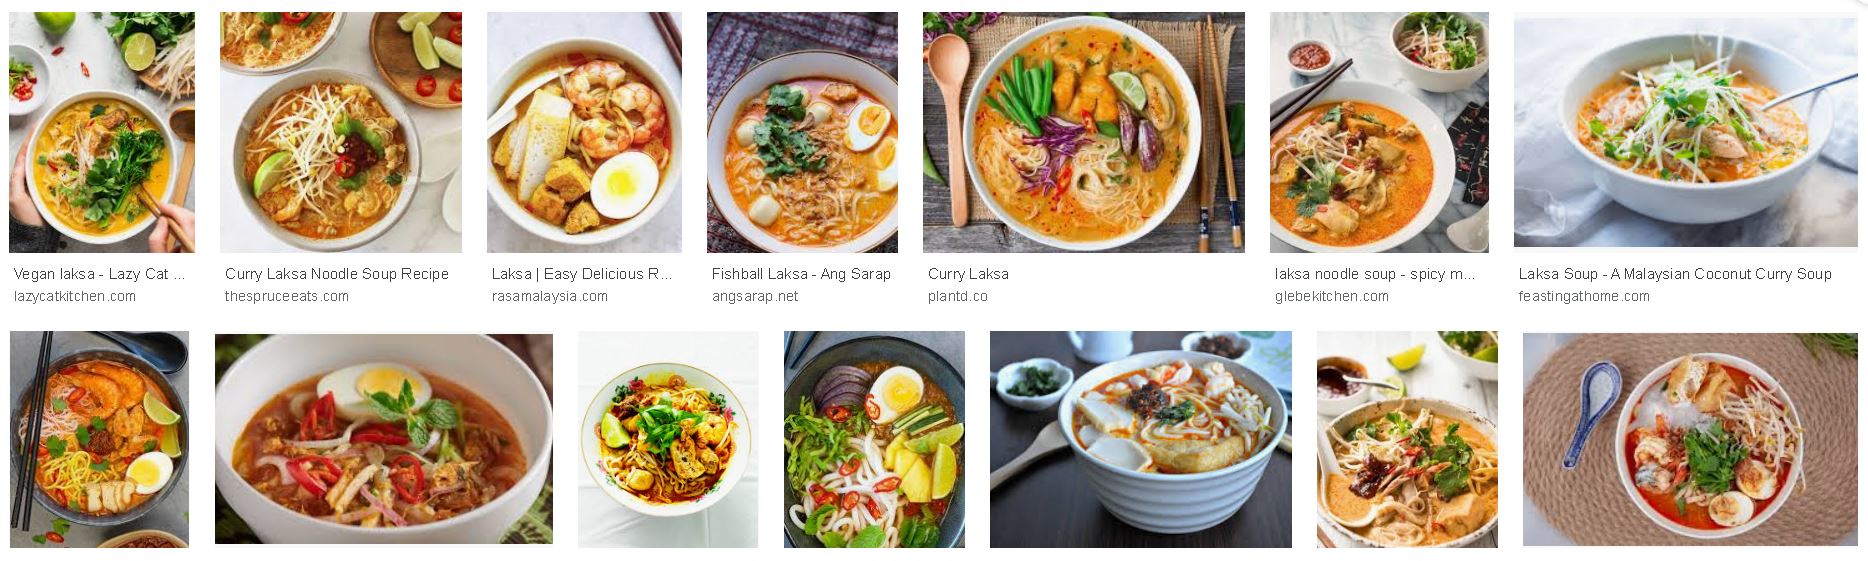 Vegan laksa - Lazy Cat ...
lazycatkitchen.com
Curry Laksa Noodle Soup Recipe
thespruceeats.com
Laksa | Easy Delicious R...
rasamalaysia.com
Fishball Laksa - Ang Sarap
angsarap.net
Curry Laksa
plantd.co
laksa noodle soup - spicy m...
glebekitchen.com
Laksa Soup - A Malaysian Coconut Curry Soup
feastingathome.com